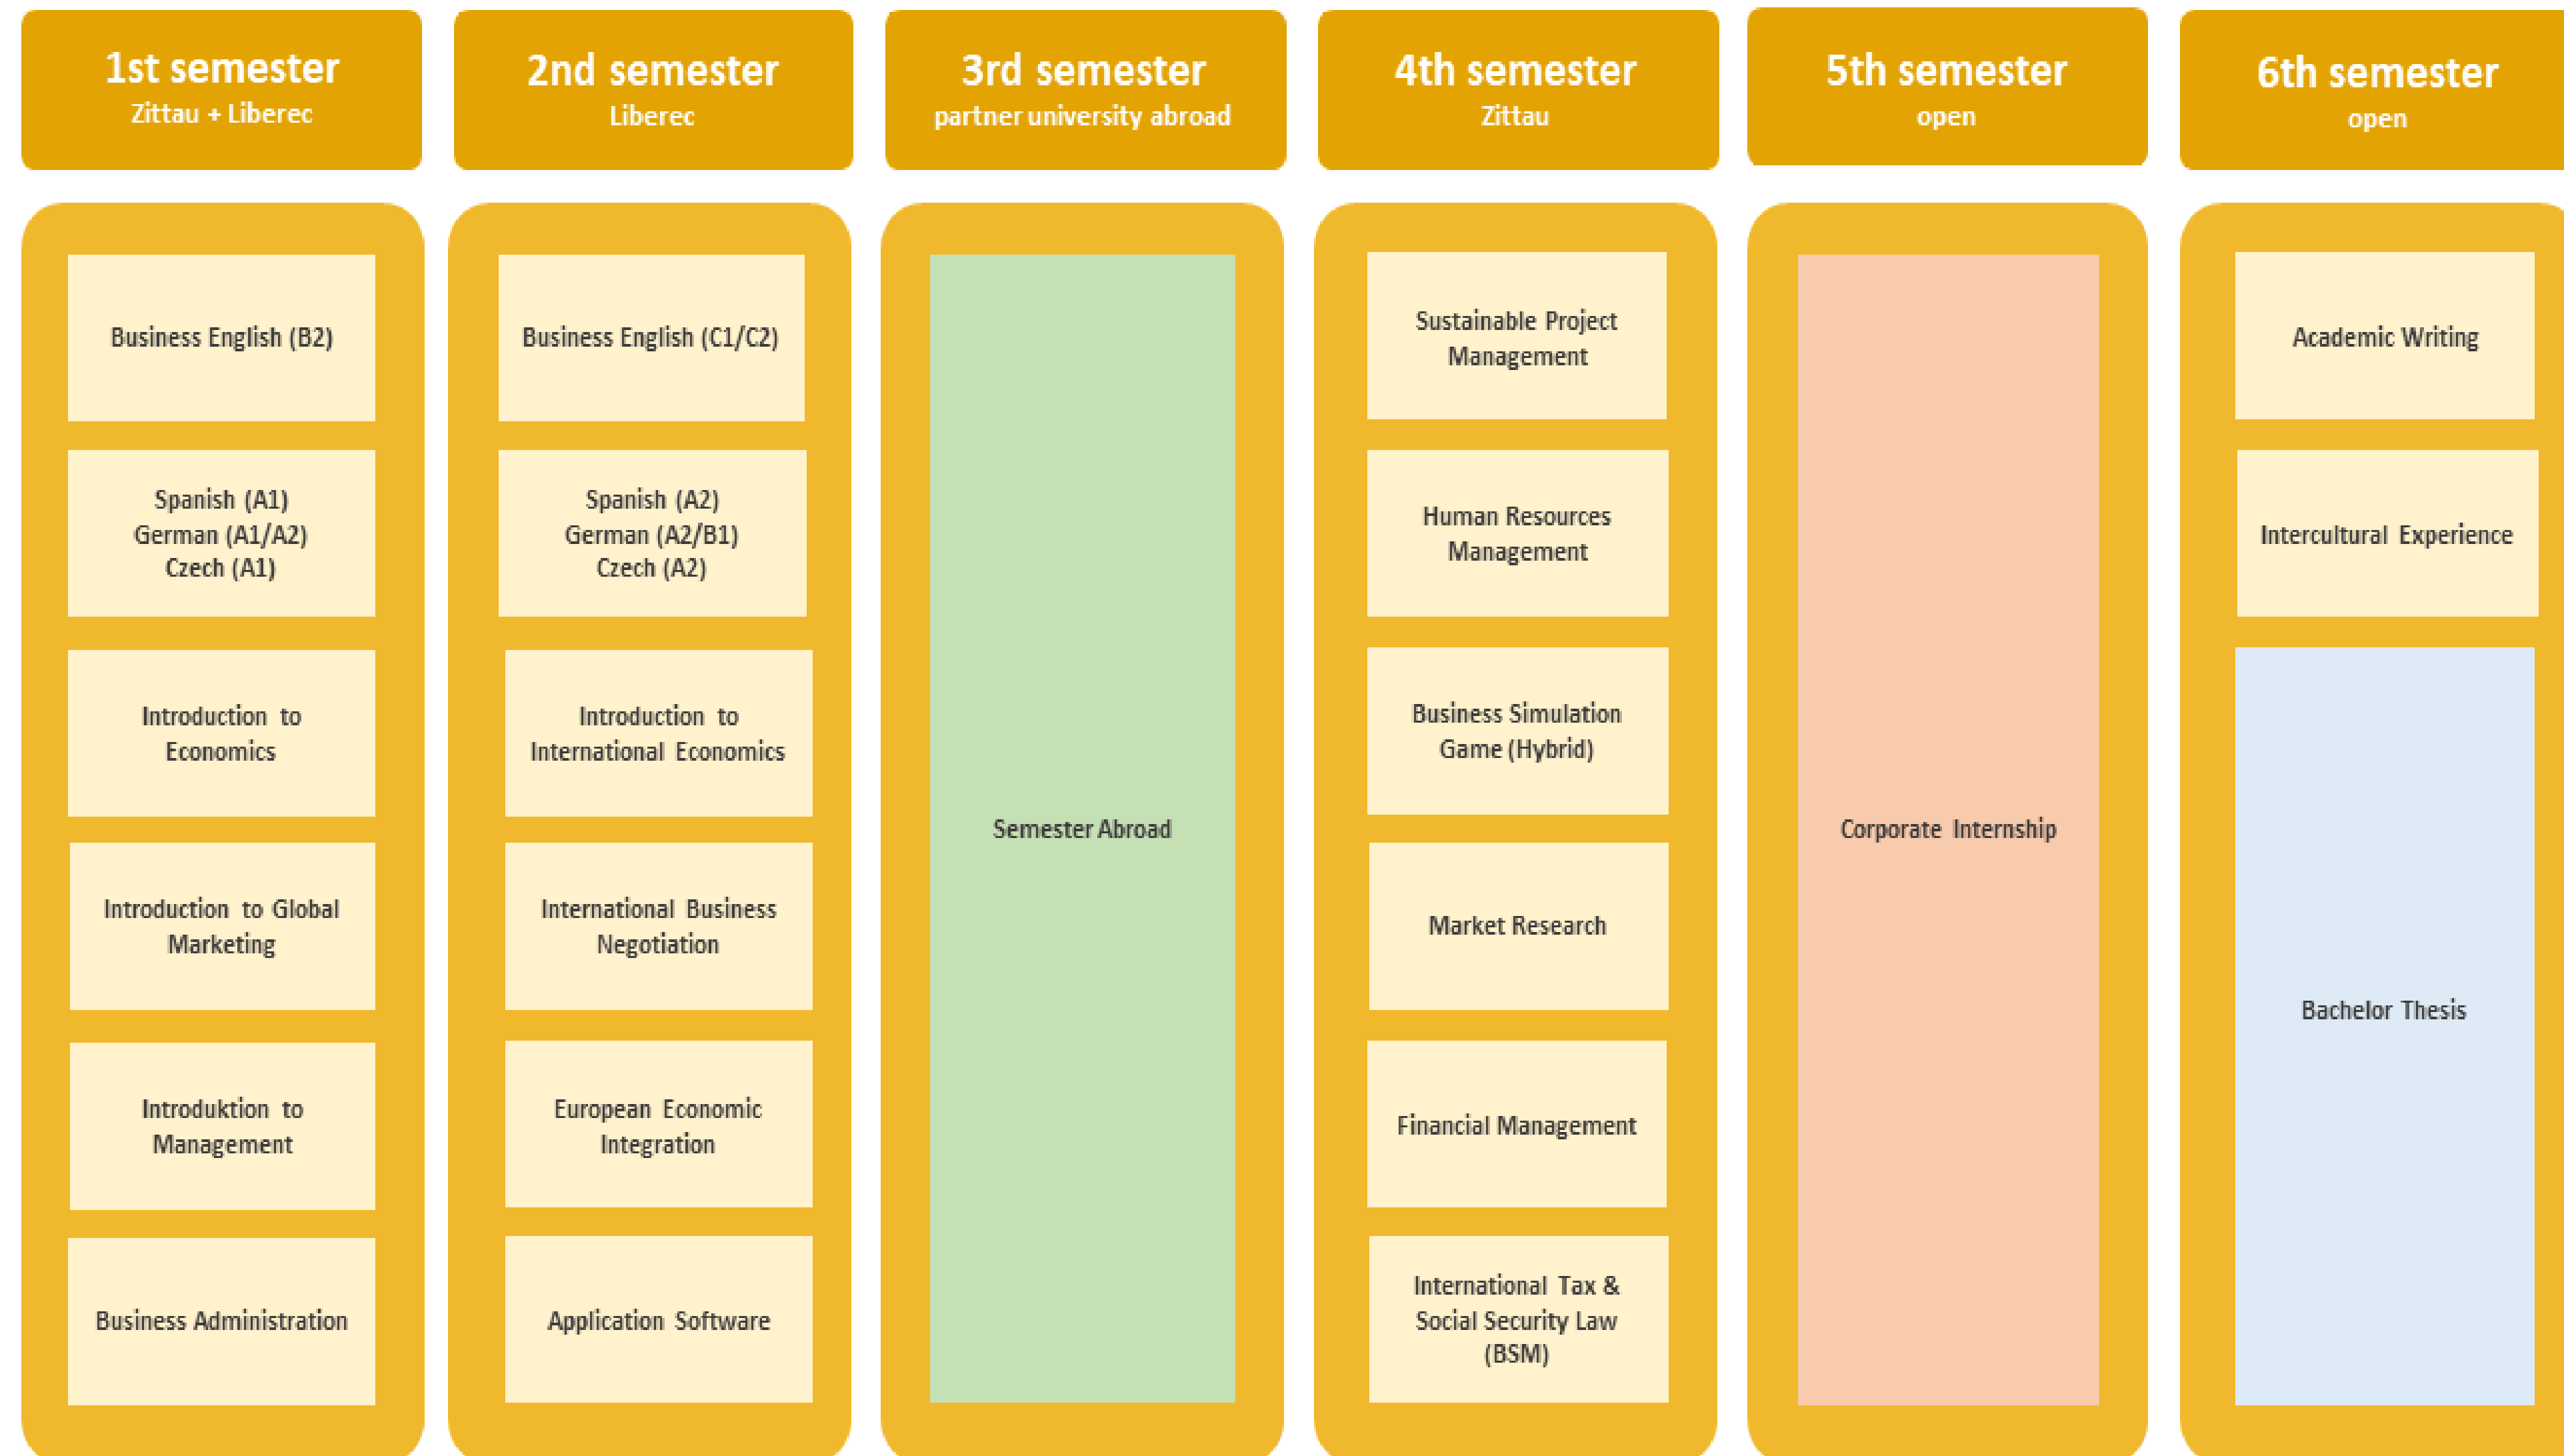 1st semester
Zittau + Liberec
Business English (B2)
Spanish (A1)
German (A1/A2)
Czech (A1)
Introduction to
Economics
Introduction to Global
Marketing
Introduktion to
Management
Business Administration
2nd semester
Liberec
Business English (C1/C2)
Spanish (A2)
German (A2/B1)
Czech (A2)
Introduction to
International Economics
International Business
Negotiation
European Economic
Integration
Application Software
3rd semester
partner university abroad
Semester Abroad
4th semester
Zittau
Sustainable Project
Management
Human Resources
Management
Business Simulation
Game (Hybrid)
Market Research
Financial Management
International Tax &
Social Security Law
(BSM)
5th semester
open
Corporate Internship
6th semester
open
Academic Writing
Intercultural Experience
Bachelor Thesis